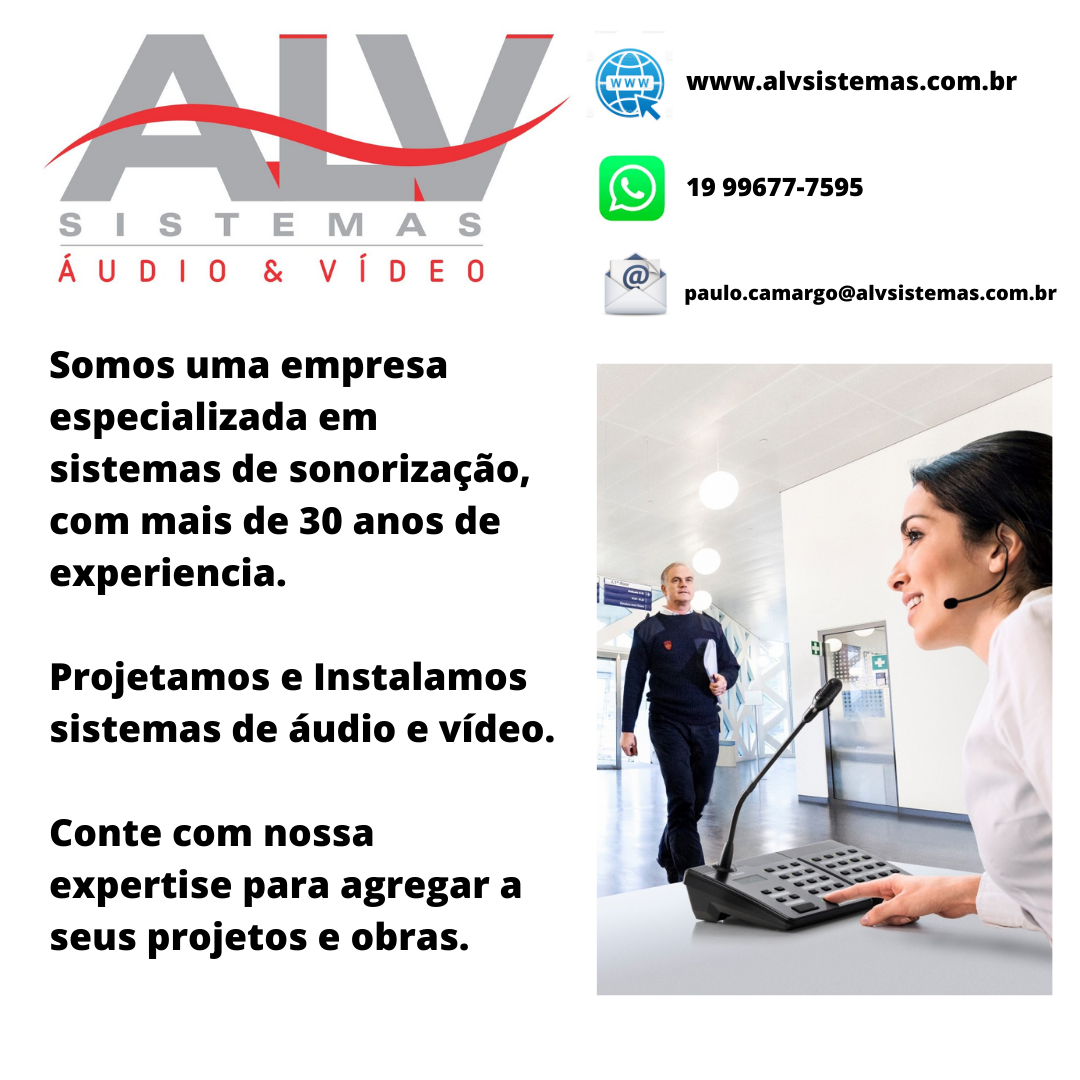 ALV
SISTEMAS
ÁUDIO & VÍDEO
WWW
www.alvsistemas.com.br
19 99677-7595
@
paulo.camargo@alvsistemas.com.br
Somos uma empresa
especializada em
sistemas de sonorização,
com mais de 30 anos de
experiencia.
Projetamos e Instalamos
sistemas de áudio e vídeo.
Conte com nossa
expertise para agregar a
seus projetos e obras.